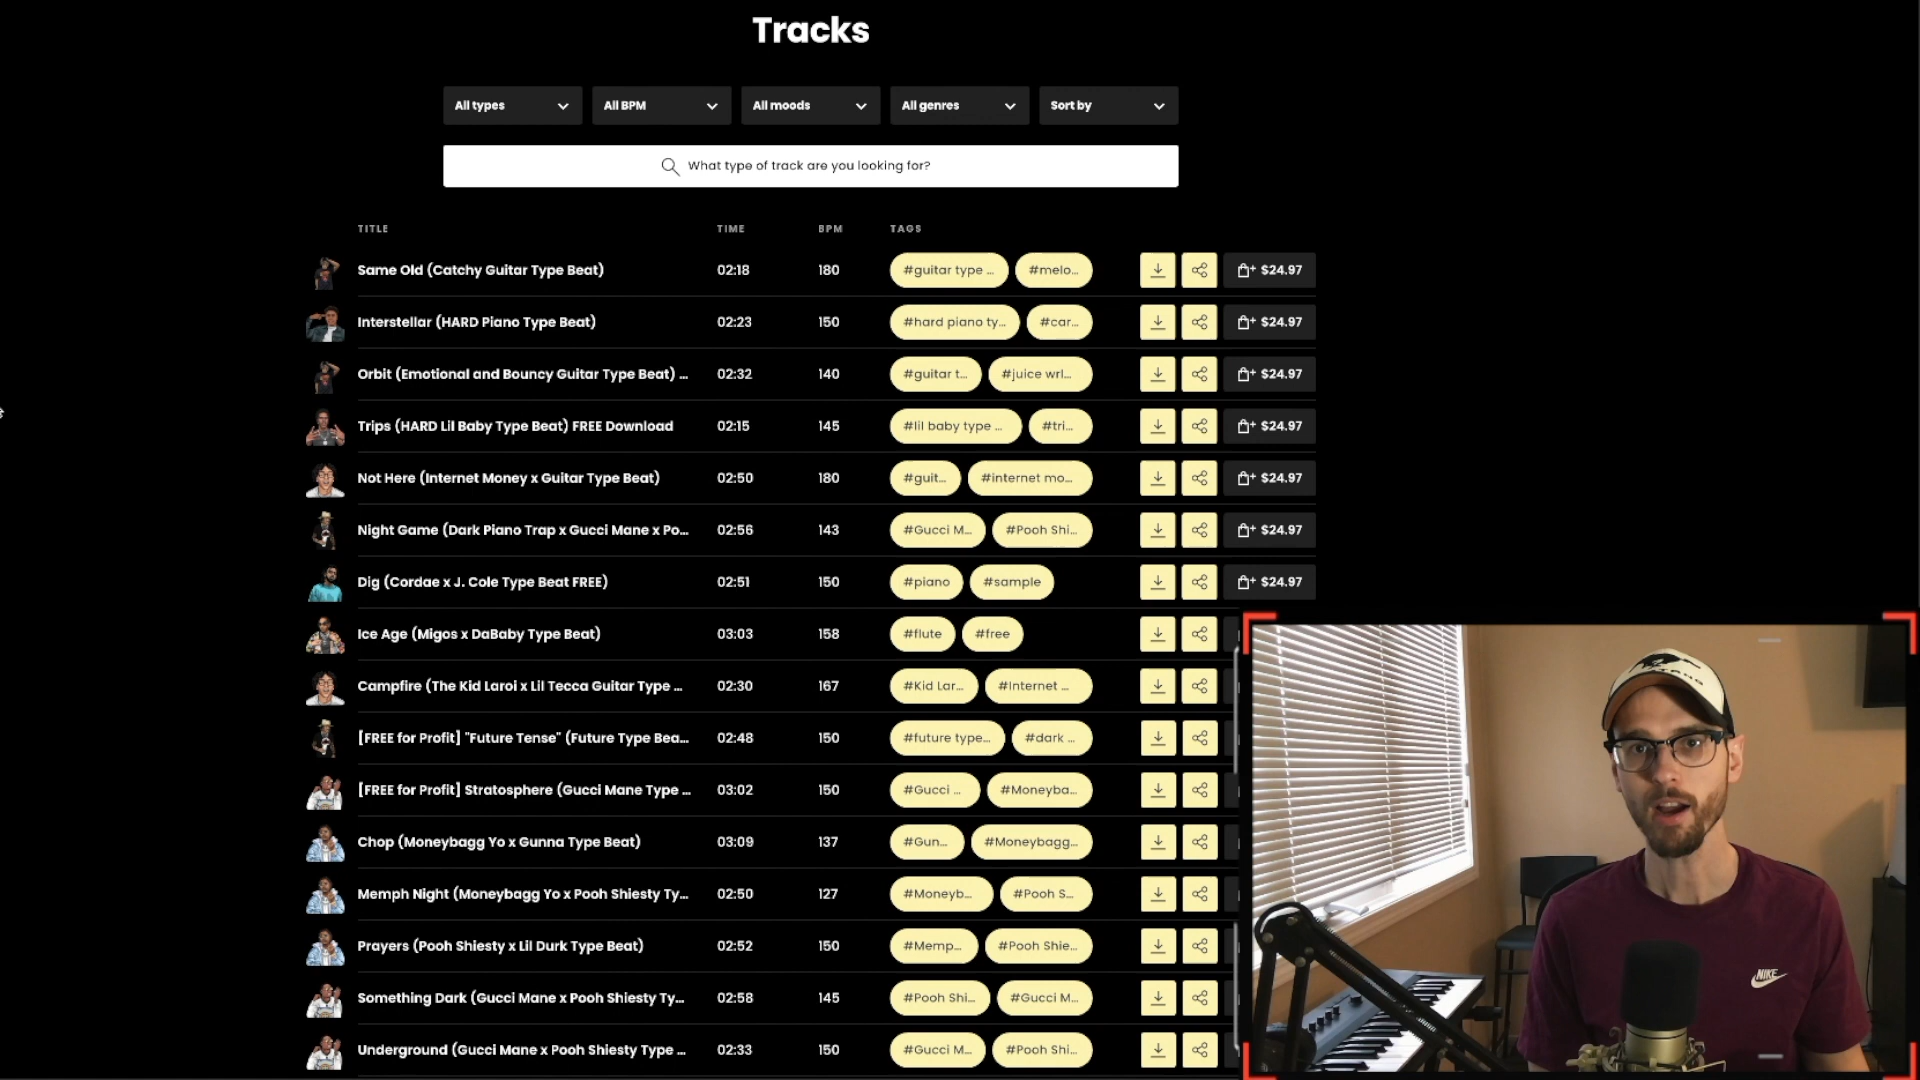 Tracks
All types All BPM All moods All genres Sort by
What type of track are you looking for?
TITLE TIME BPM TAGS
Same Old (Catchy Guitar Type Beat) 02:18 180 #guitar type ... #melo... $24.97
Interstellar (HARD Piano Type Beat) 02:23 150 #hard piano ty... #car... $24.97
Orbit (Emotional and Bouncy Guitar Type Beat) ... 02:32 140 #guitar t... #juice wrl... $24.97
Trips (HARD Lil Baby Type Beat) FREE Download 02:15 145 #lil baby type ... #tri... $24.97
Not Here (Internet Money x Guitar Type Beat) 02:50 180 #guit... #internet mo... $24.97
Night Game (Dark Piano Trap x Gucci Mane x Po... 02:56 143 #Gucci M... #Pooh Shi... $24.97
Dig (Cordae x J. Cole Type Beat FREE) 02:51 150 #piano #sample $24.97
Ice Age (Migos x DaBaby Type Beat) 03:03 158 #flute #free
Campfire (The Kid Laroi x Lil Tecca Guitar Type ... 02:30 167 #Kid Lar... #Internet ...
[FREE for Profit] "Future Tense" (Future Type Bea... 02:48 150 #future type... #dark ...
[FREE for Profit] Stratosphere (Gucci Mane Type ... 03:02 150 #Gucci ... #Moneyba...
Chop (Moneybagg Yo x Gunna Type Beat) 03:09 137 #Gun... #Moneybagg...
Memph Night (Moneybagg Yo x Pooh Shiesty Ty... 02:50 127 #Moneyb... #Pooh S...
Prayers (Pooh Shiesty x Lil Durk Type Beat) 02:52 150 #Memp... #Pooh Shie...
Something Dark (Gucci Mane x Pooh Shiesty Ty... 02:58 145 #Pooh Shi... #Gucci M...
Underground (Gucci Mane x Pooh Shiesty Type ... 02:33 150 #Gucci M... #Pooh Shi...
NIKE